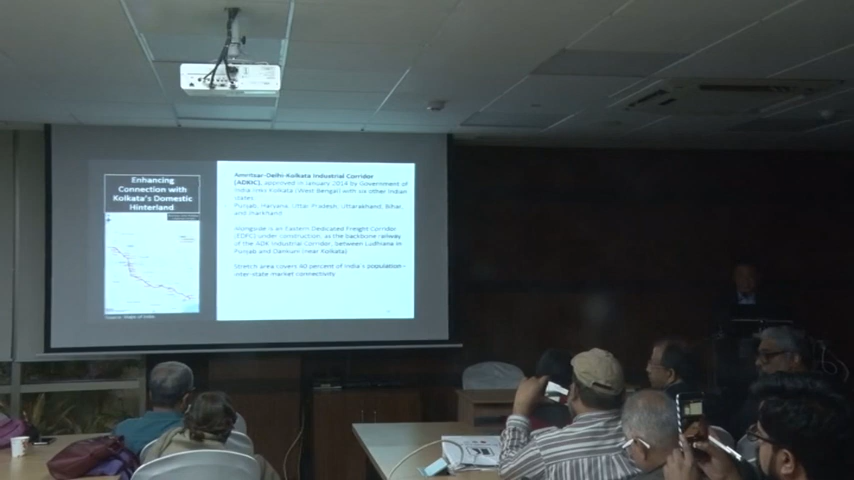 Enhancing
Connection with
Kolkata's Domestic
Hinterland
Source: Maps of India
Amritsar-Delhi-Kolkata Industrial Corridor
(ADKIC), approved in January 2014 by Government of
India links Kolkata (West Bengal) with six other Indian
states:
Punjab, Haryana, Uttar Pradesh, Uttarakhand, Bihar,
and Jharkhand
Alongside is an Eastern Dedicated Freight Corridor
(EDFC) under construction, as the backbone railway
of the ADK Industrial Corridor, between Ludhiana in
Punjab and Dankuni (near Kolkata)
Stretch area covers 40 percent of India's population-
inter-state market connectivity